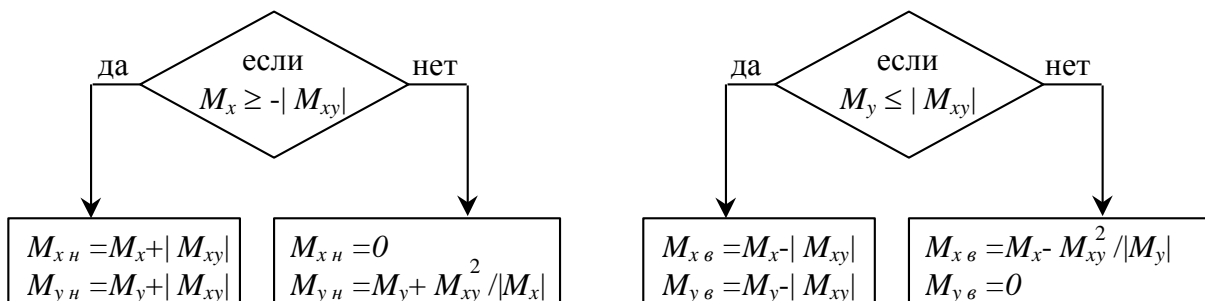 да
если
нет
M_x ≥ -| M_xy|
M_x н =M_x+| M_xy|
M_y н =M_y+| M_xy|
M_x н =0
M_y н =M_y+ M_xy^2 /|M_x|
да
если
нет
M_y ≤ | M_xy|
M_x в =M_x-| M_xy|
M_y в =M_y-| M_xy|
M_x в =M_x- M_xy^2 /|M_y|
M_y в =0